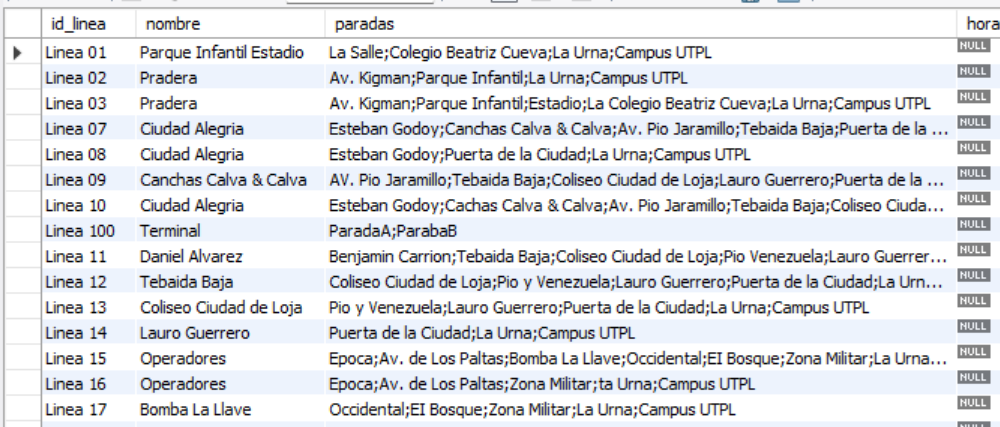 id_linea nombre paradas hora
Linea 01 Parque Infantil Estadio La Salle;Colegio Beatriz Cueva;La Urna;Campus UTPL NULL
Linea 02 Pradera Av. Kigman;Parque Infantil;La Urna;Campus UTPL NULL
Linea 03 Pradera Av. Kigman;Parque Infantil;Estadio;La Colegio Beatriz Cueva;La Urna;Campus UTPL NULL
Linea 07 Ciudad Alegria Esteban Godoy;Canchas Calva & Calva;Av. Pio Jaramillo;Tebaida Baja;Puerta de la ... NULL
Linea 08 Ciudad Alegria Esteban Godoy;Puerta de la Ciudad;La Urna;Campus UTPL NULL
Linea 09 Canchas Calva & Calva AV. Pio Jaramillo;Tebaida Baja;Coliseo Ciudad de Loja;Lauro Guerrero;Puerta de la ... NULL
Linea 10 Ciudad Alegria Esteban Godoy;Cachas Calva & Calva;Av. Pio Jaramillo;Tebaida Baja;Coliseo Ciuda... NULL
Linea 100 Terminal ParadaA;ParabaB NULL
Linea 11 Daniel Alvarez Benjamin Carrion;Tebaida Baja;Coliseo Ciudad de Loja;Pio Venezuela;Lauro Guerrer... NULL
Linea 12 Tebaida Baja Coliseo Ciudad de Loja;Pio y Venezuela;Lauro Guerrero;Puerta de la Ciudad;La Urn... NULL
Linea 13 Coliseo Ciudad de Loja Pio y Venezuela;Lauro Guerrero;Puerta de la Ciudad;La Urna;Campus UTPL NULL
Linea 14 Lauro Guerrero Puerta de la Ciudad;La Urna;Campus UTPL NULL
Linea 15 Operadores Epoca;Av. de Los Paltas;Bomba La Llave;Occidental;EI Bosque;Zona Militar;La Urna... NULL
Linea 16 Operadores Epoca;Av. de Los Paltas;Zona Militar;ta Urna;Campus UTPL NULL
Linea 17 Bomba La Llave Occidental;EI Bosque;Zona Militar;La Urna;Campus UTPL NULL